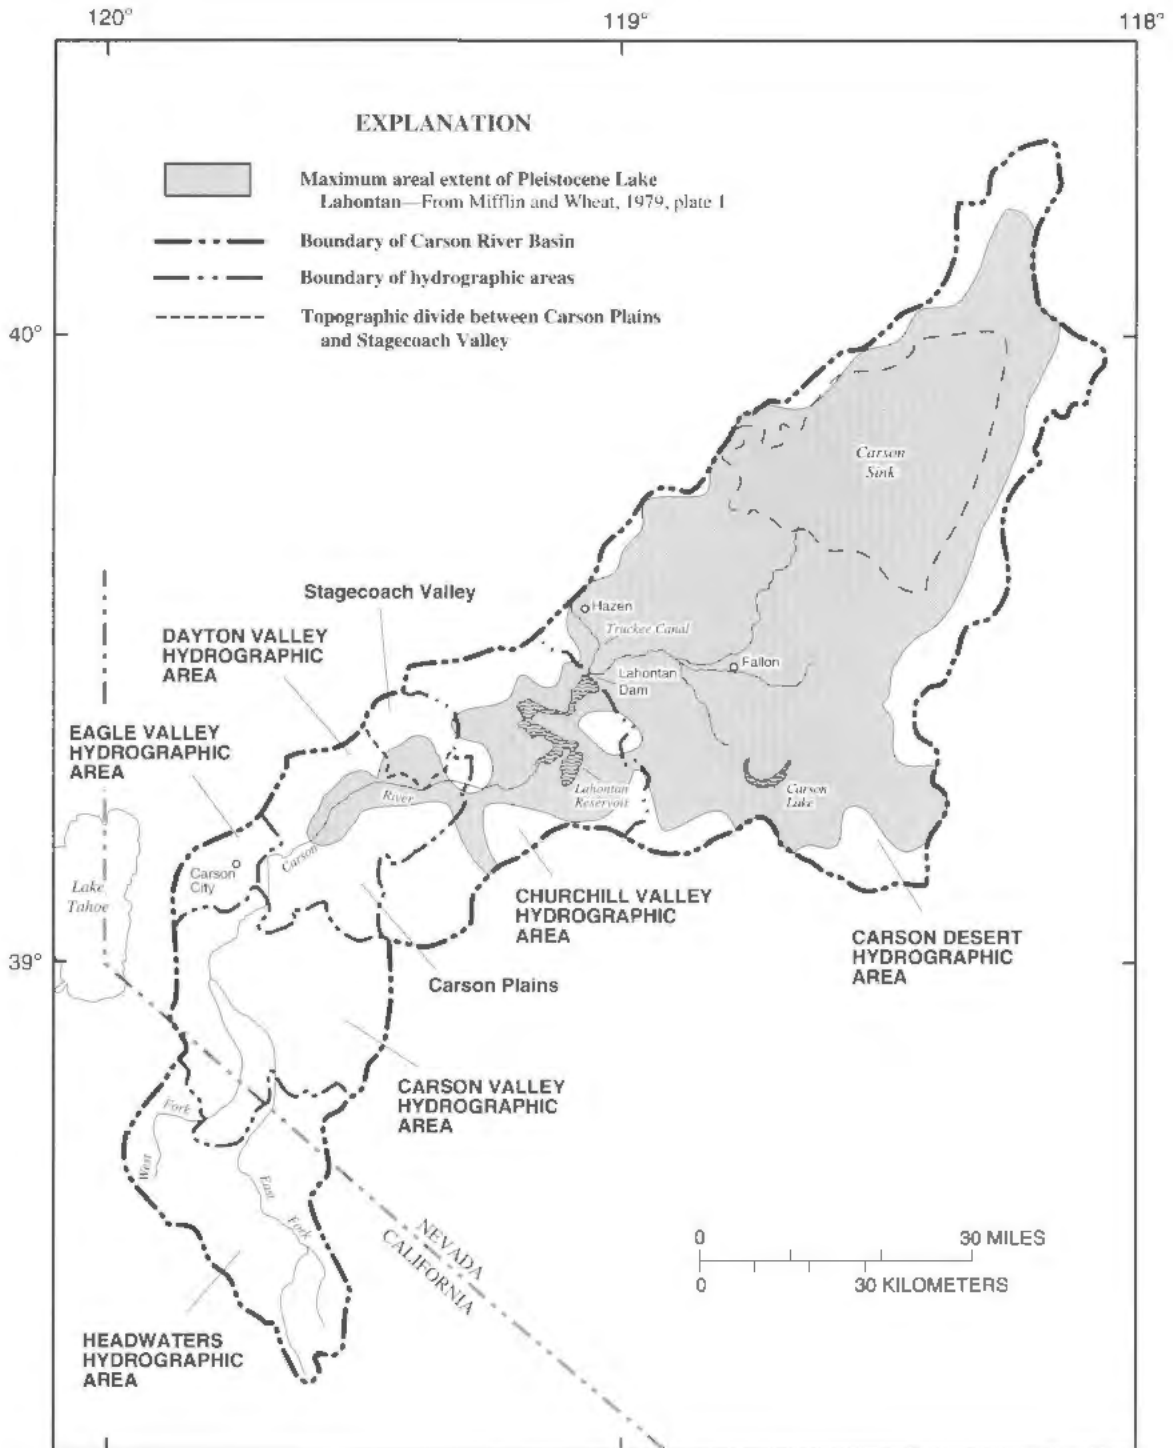 120°
119°
118°
EXPLANATION
Maximum areal extent of Pleistocene Lake
Lahontan—From Mifflin and Wheat, 1979, plate 1
Boundary of Carson River Basin
Boundary of hydrographic areas
Topographic divide between Carson Plains
and Stagecoach Valley
40°
Carson
Sink
Stagecoach Valley
Hazen
Truckee Canal
DAYTON VALLEY
HYDROGRAPHIC
AREA
Fallon
Lahontan
Dam
EAGLE VALLEY
HYDROGRAPHIC
AREA
Lahontan
Reservoir
Carson
Lake
River
Carson
Carson
City
Lake
Tahoe
CHURCHILL VALLEY
HYDROGRAPHIC
AREA
CARSON DESERT
HYDROGRAPHIC
AREA
39°
Carson Plains
CARSON VALLEY
HYDROGRAPHIC
AREA
Fork
West
East
Fork
NEVADA
CALIFORNIA
0 30 MILES
0 30 KILOMETERS
HEADWATERS
HYDROGRAPHIC
AREA